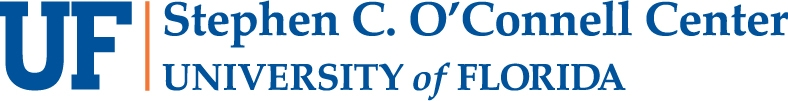 UF
Stephen C. O’Connell Center
UNIVERSITY of FLORIDA